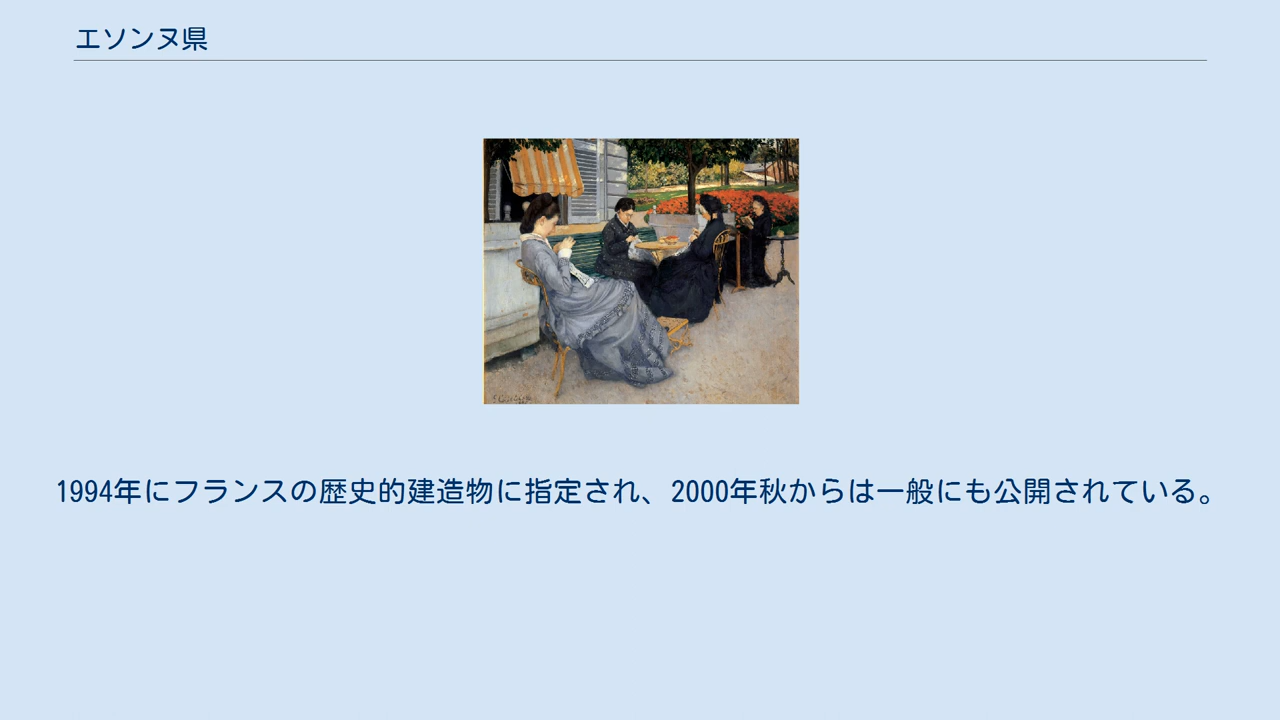 エソンヌ県
1994年にフランスの歴史的建造物に指定され、2000年秋からは一般にも公開されている。